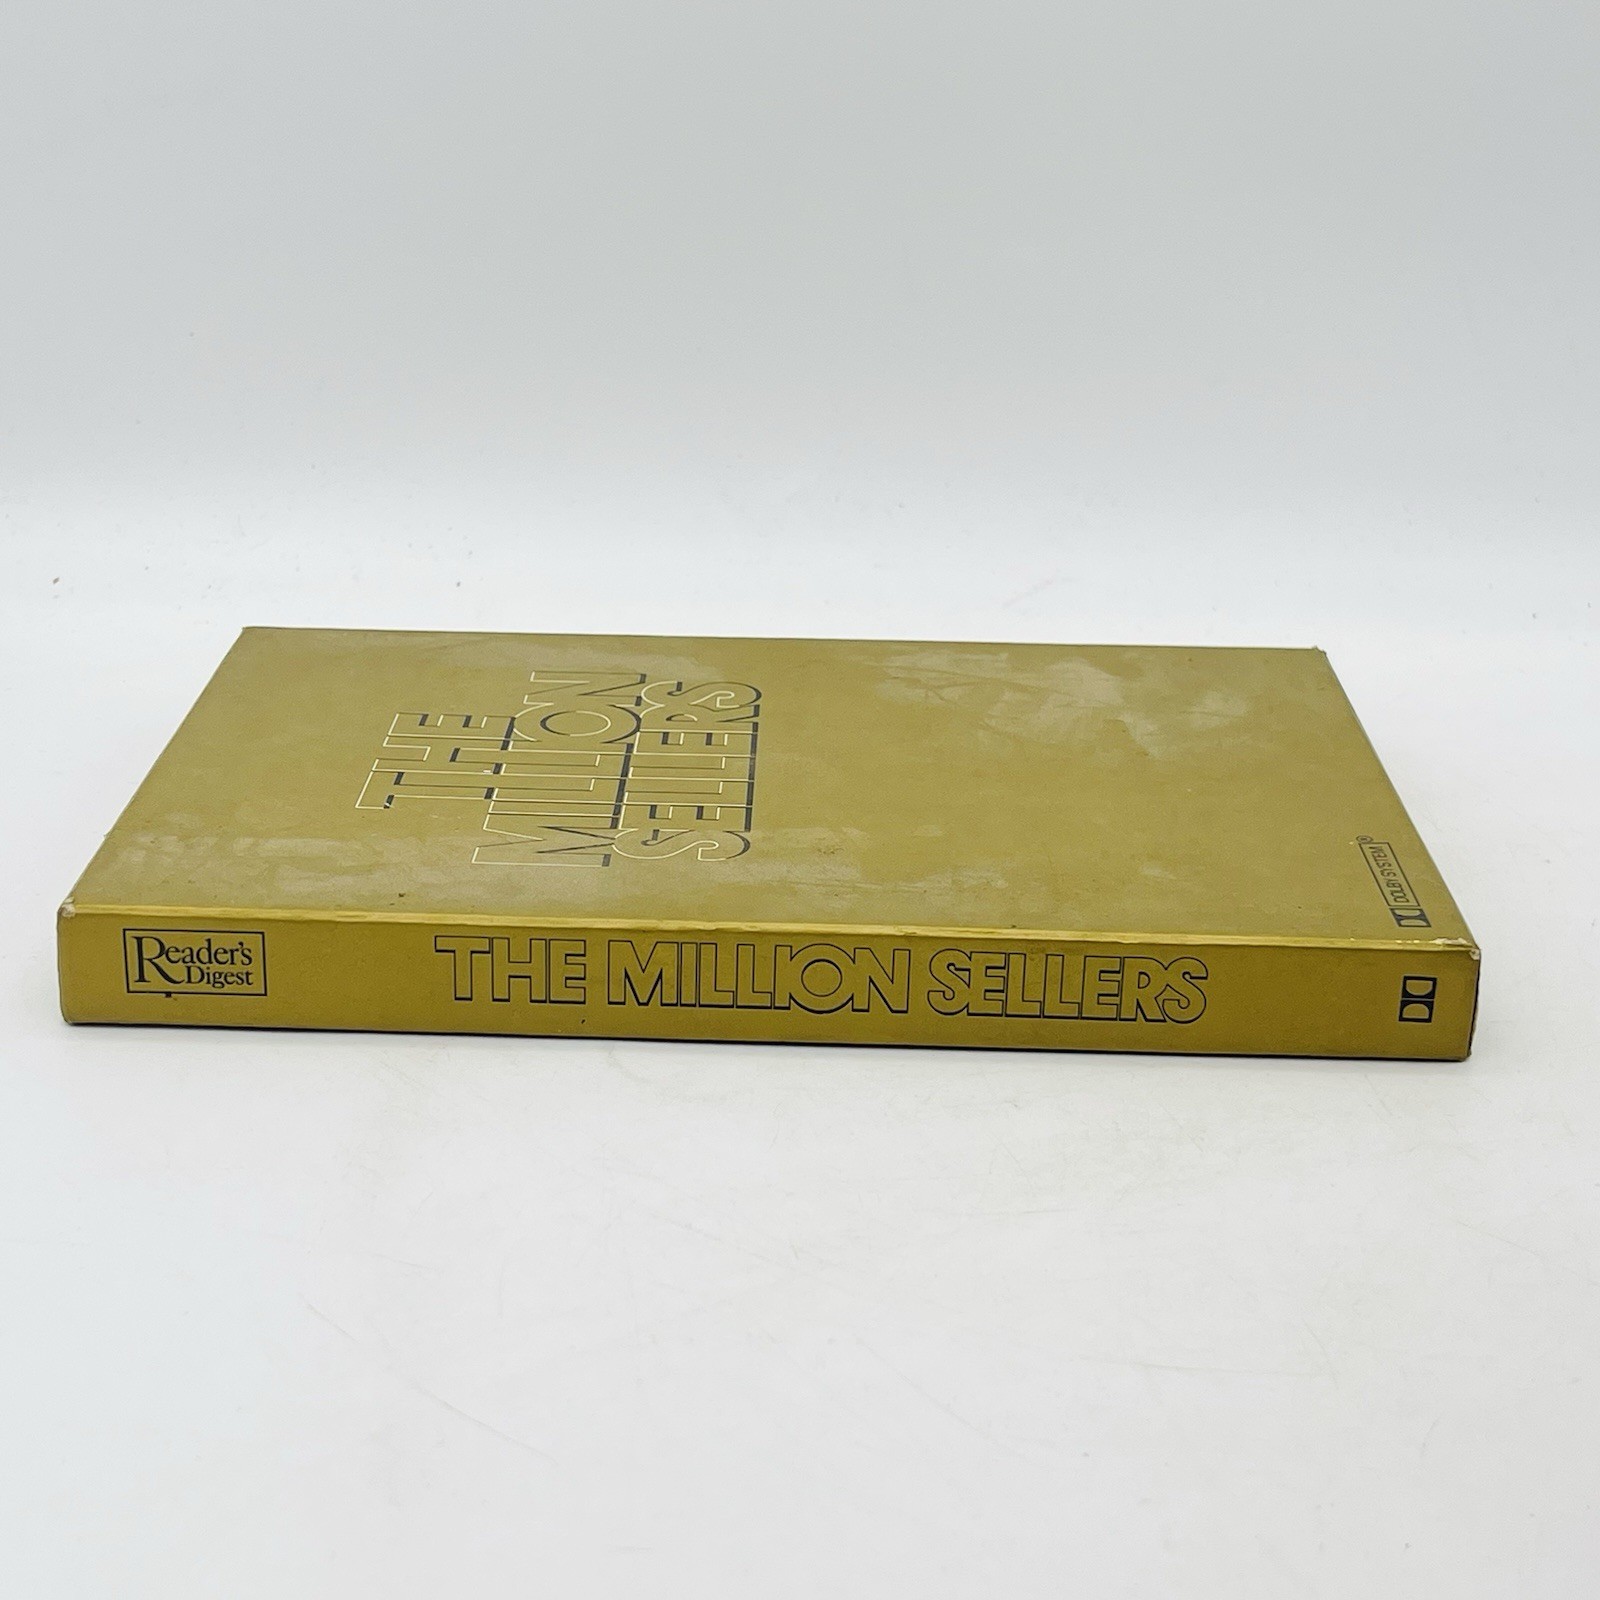 THE
MILLION
SELLERS
DOLBY SYSTEM ®
Reader's
Digest
THE MILLION SELLERS